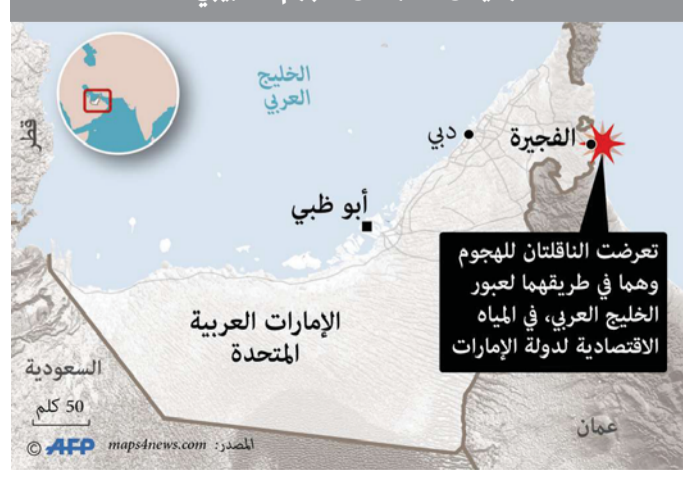 الخليج
العربي
قطر
دبي
الفجيرة
أبو ظبي
تعرضت الناقلتان للهجوم
وهما في طريقهما لعبور
الخليج العربي، في المياه
الاقتصادية لدولة الإمارات
الإمارات العربية
المتحدة
السعودية
50 كلم
عمان
© AFP
المصدر: maps4news.com